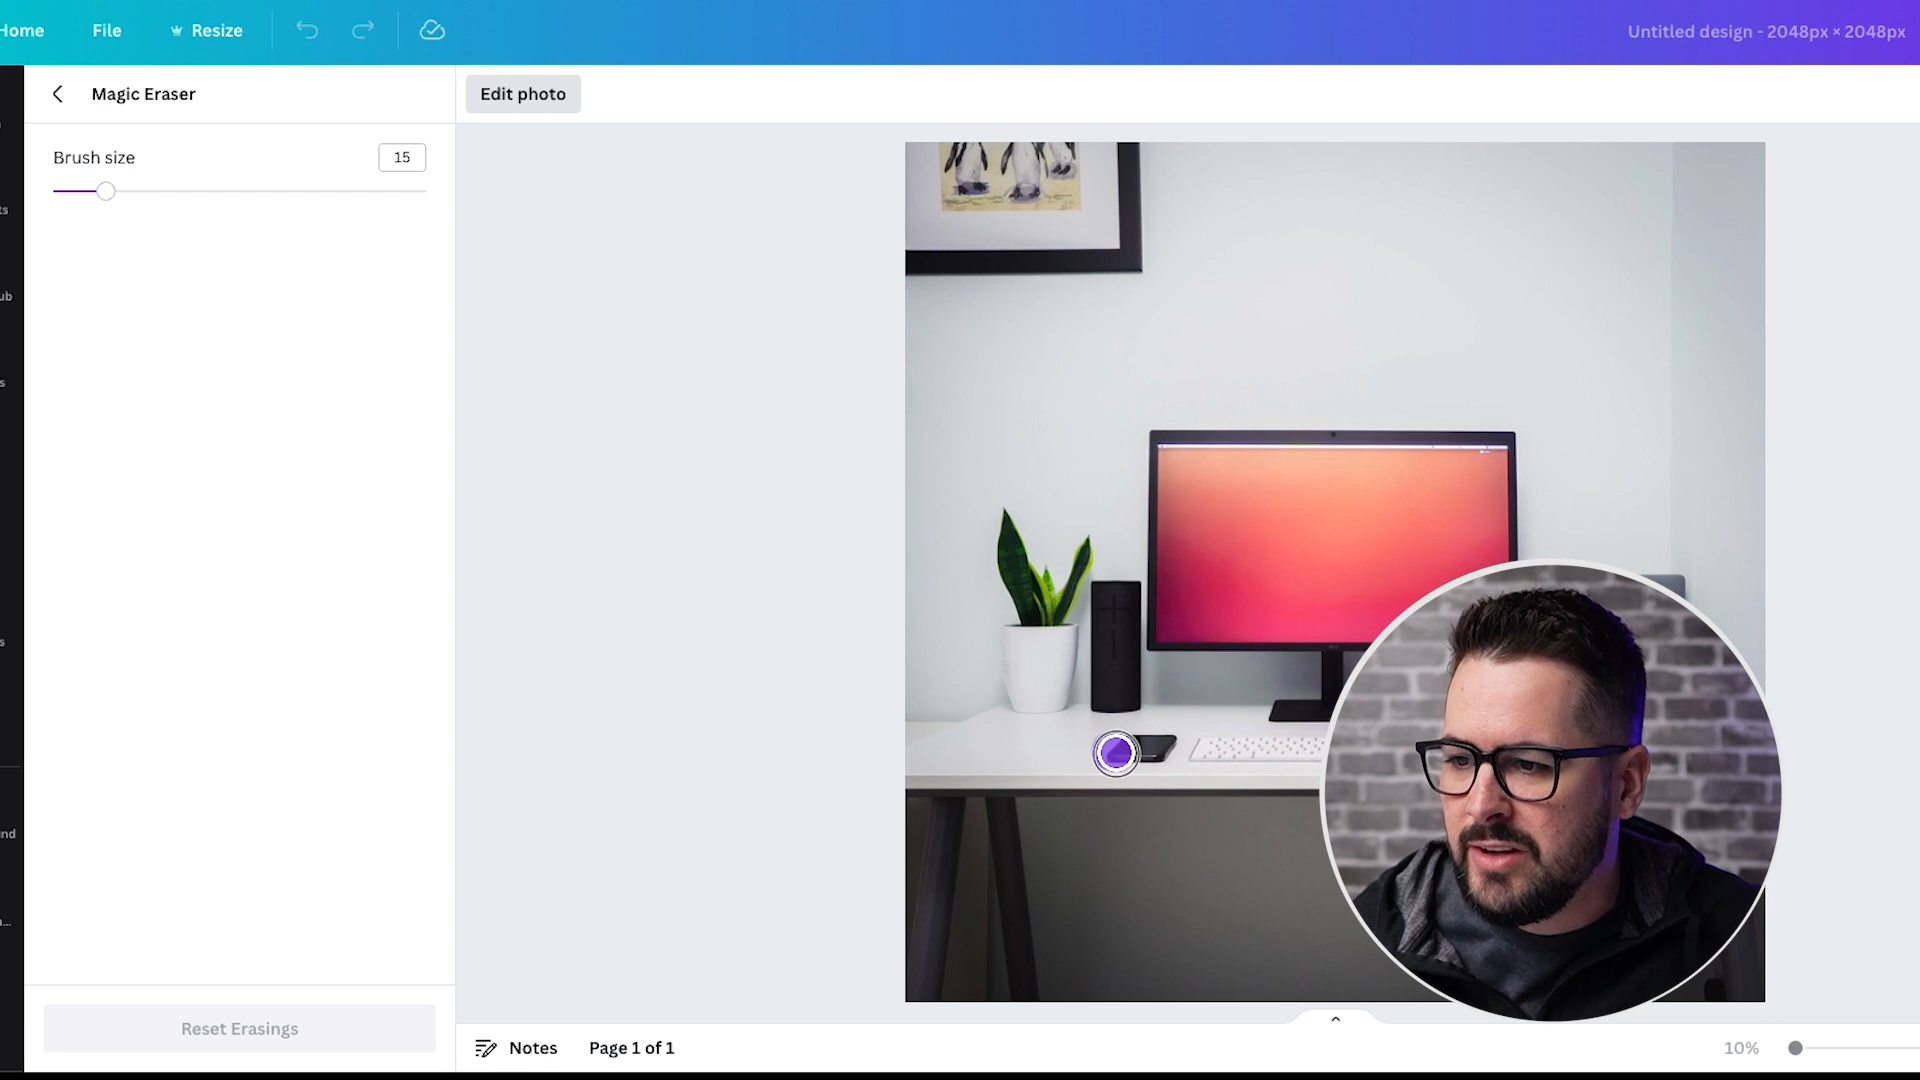 Home File Resize Untitled design - 2048px × 2048px
Magic Eraser Edit photo
Brush size 15
Reset Erasings
Notes Page 1 of 1 10%